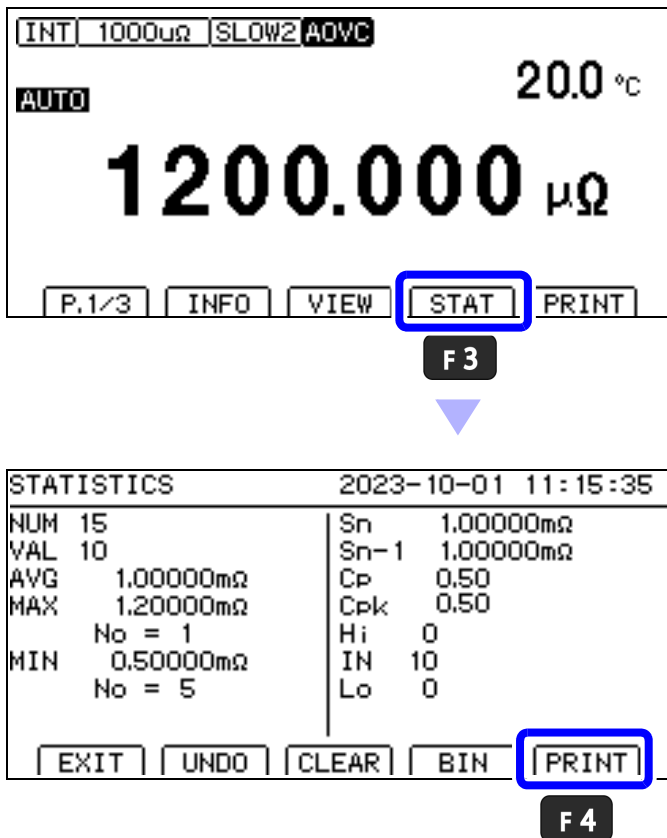 INT 1000uΩ SLOW2 AOVC
20.0 °C
AUTO
1200.000 μΩ
P.1/3 INFO VIEW STAT PRINT
F 3
STATISTICS 2023-10-01 11:15:35
NUM 15 Sn 1.00000mΩ
VAL 10 Sn-1 1.00000mΩ
AVG 1.00000mΩ Cp 0.50
MAX 1.20000mΩ Cpk 0.50
No = 1 Hi 0
MIN 0.50000mΩ IN 10
No = 5 Lo 0
EXIT UNDO CLEAR BIN PRINT
F 4